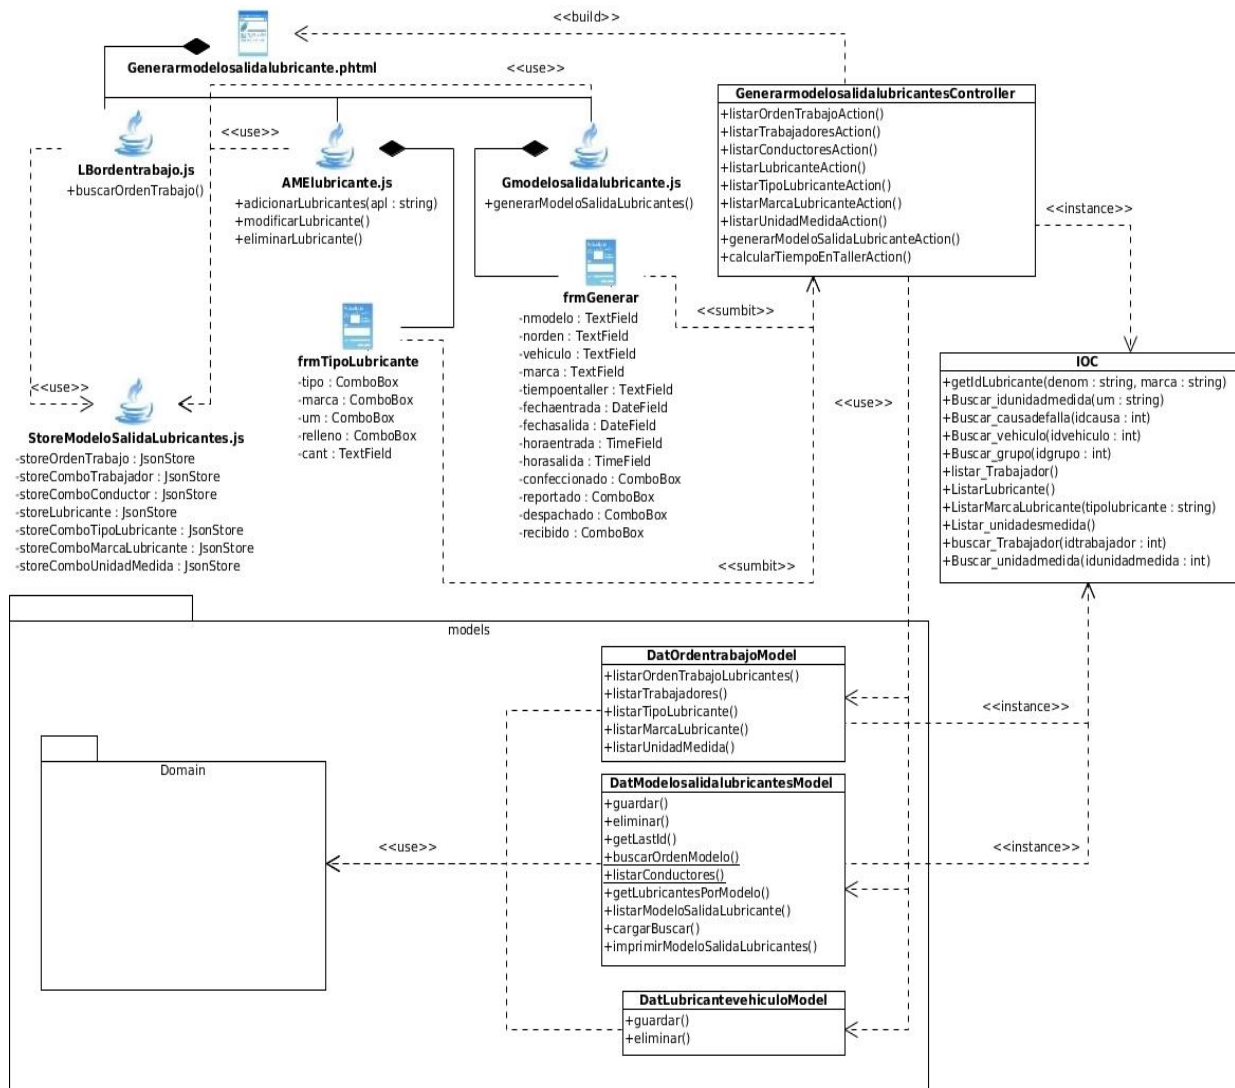 <<build>>
Generarmodelosalidalubricante.phtml
<<use>>
GenerarmodelosalidalubricantesController
+listarOrdenTrabajoAction()
+listarTrabajadoresAction()
+listarConductoresAction()
+listarLubricanteAction()
+listarTipoLubricanteAction()
+listarMarcaLubricanteAction()
+listarUnidadMedidaAction()
+generarModeloSalidaLubricanteAction()
+calcularTiempoEnTallerAction()
<<use>>
LBordentrabajo.js
+buscarOrdenTrabajo()
AMElubricante.js
+adicionarLubricantes(apl : string)
+modificarLubricante()
+eliminarLubricante()
Gmodelosalidalubricante.js
+generarModeloSalidaLubricantes()
<<instance>>
frmGenerar
-nmodelo : TextField
-norden : TextField
-vehiculo : TextField
-marca : TextField
-tiempoentaller : TextField
-fechaentrada : DateField
-fechasalida : DateField
-horaentrada : TimeField
-horasalida : TimeField
-confeccionado : ComboBox
-reportado : ComboBox
-despachado : ComboBox
-recibido : ComboBox
<<sumbit>>
frmTipoLubricante
-tipo : ComboBox
-marca : ComboBox
-um : ComboBox
-relleno : ComboBox
-cant : TextField
IOC
+getIdLubricante(denom : string, marca : string)
+Buscar_idunidadmedida(um : string)
+Buscar_causadefalla(idcausa : int)
+Buscar_vehiculo(idvehiculo : int)
+Buscar_grupo(idgrupo : int)
+listar_Trabajador()
+ListarLubricante()
+ListarMarcaLubricante(tipolubricante : string)
+Listar_unidadesmedida()
+buscar_Trabajador(idtrabajador : int)
+Buscar_unidadmedida(idunidadmedida : int)
<<use>>
<<use>>
StoreModeloSalidaLubricantes.js
-storeOrdenTrabajo : JsonStore
-storeComboTrabajador : JsonStore
-storeComboConductor : JsonStore
-storeLubricante : JsonStore
-storeComboTipoLubricante : JsonStore
-storeComboMarcaLubricante : JsonStore
-storeComboUnidadMedida : JsonStore
<<sumbit>>
models
DatOrdentrabajoModel
+listarOrdenTrabajoLubricantes()
+listarTrabajadores()
+listarTipoLubricante()
+listarMarcaLubricante()
+listarUnidadMedida()
<<instance>>
Domain
DatModelosalidalubricantesModel
+guardar()
+eliminar()
+getLastId()
+buscarOrdenModelo()
+listarConductores()
+getLubricantesPorModelo()
+listarModeloSalidaLubricante()
+cargarBuscar()
+imprimirModeloSalidaLubricantes()
<<use>>
<<instance>>
DatLubricantevehiculoModel
+guardar()
+eliminar()